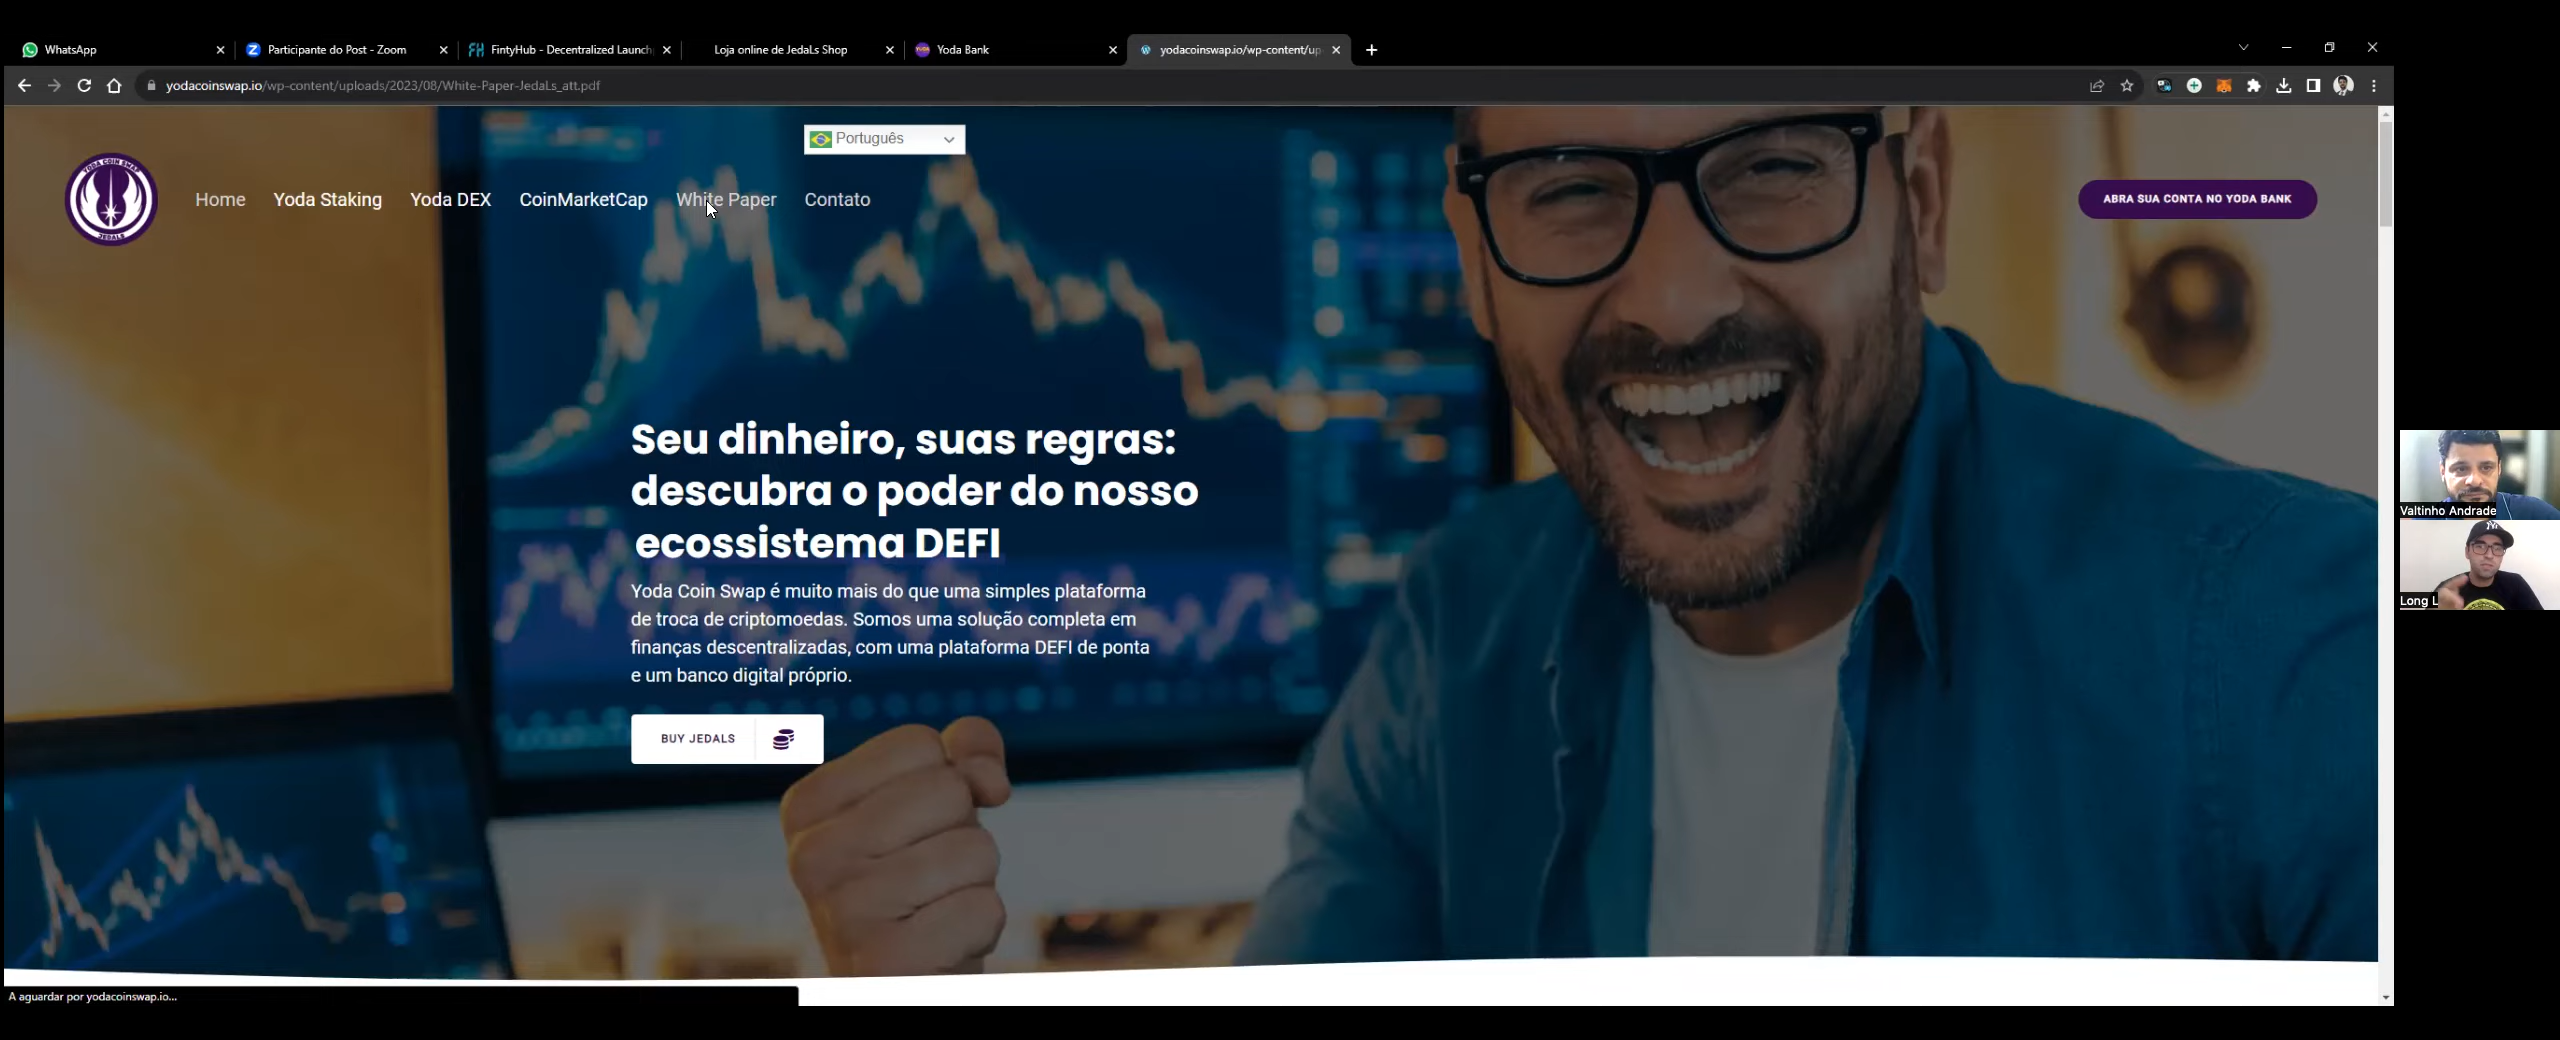 WhatsApp
Participante do Post - Zoom
FintyHub - Decentralized Launch
Loja online de JedaLs Shop
Yoda Bank
yodacoinswap.io/wp-content/up
yodacoinswap.io/wp-content/uploads/2023/08/White-Paper-JedaLs_att.pdf
Português
YODA COIN SWAP
JEDALS
Home
Yoda Staking
Yoda DEX
CoinMarketCap
White Paper
Contato
ABRA SUA CONTA NO YODA BANK
Seu dinheiro, suas regras:
descubra o poder do nosso
ecossistema DEFI
Yoda Coin Swap é muito mais do que uma simples plataforma
de troca de criptomoedas. Somos uma solução completa em
finanças descentralizadas, com uma plataforma DEFI de ponta
e um banco digital próprio.
BUY JEDALS
Valtinho Andrade
Long L
A aguardar por yodacoinswap.io...